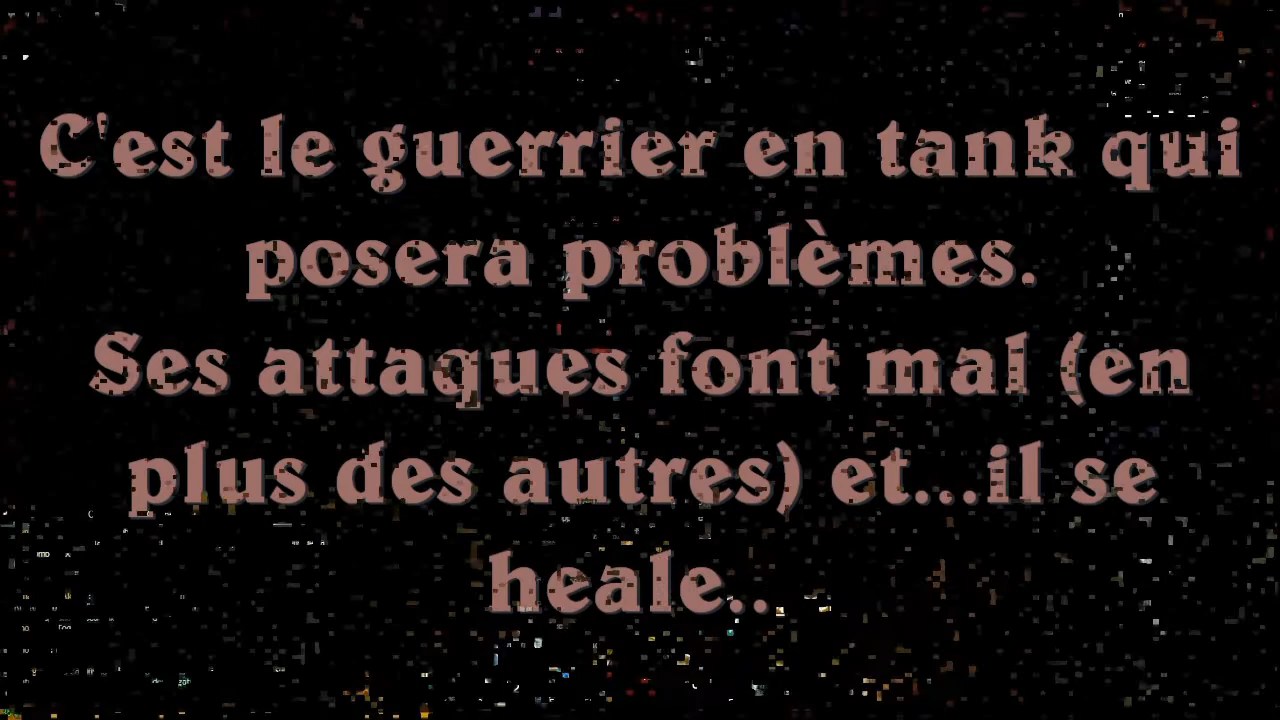 C'est le guerrier en tank qui
posera problèmes.
Ses attaques font mal (en
plus des autres) et...il se
heale..